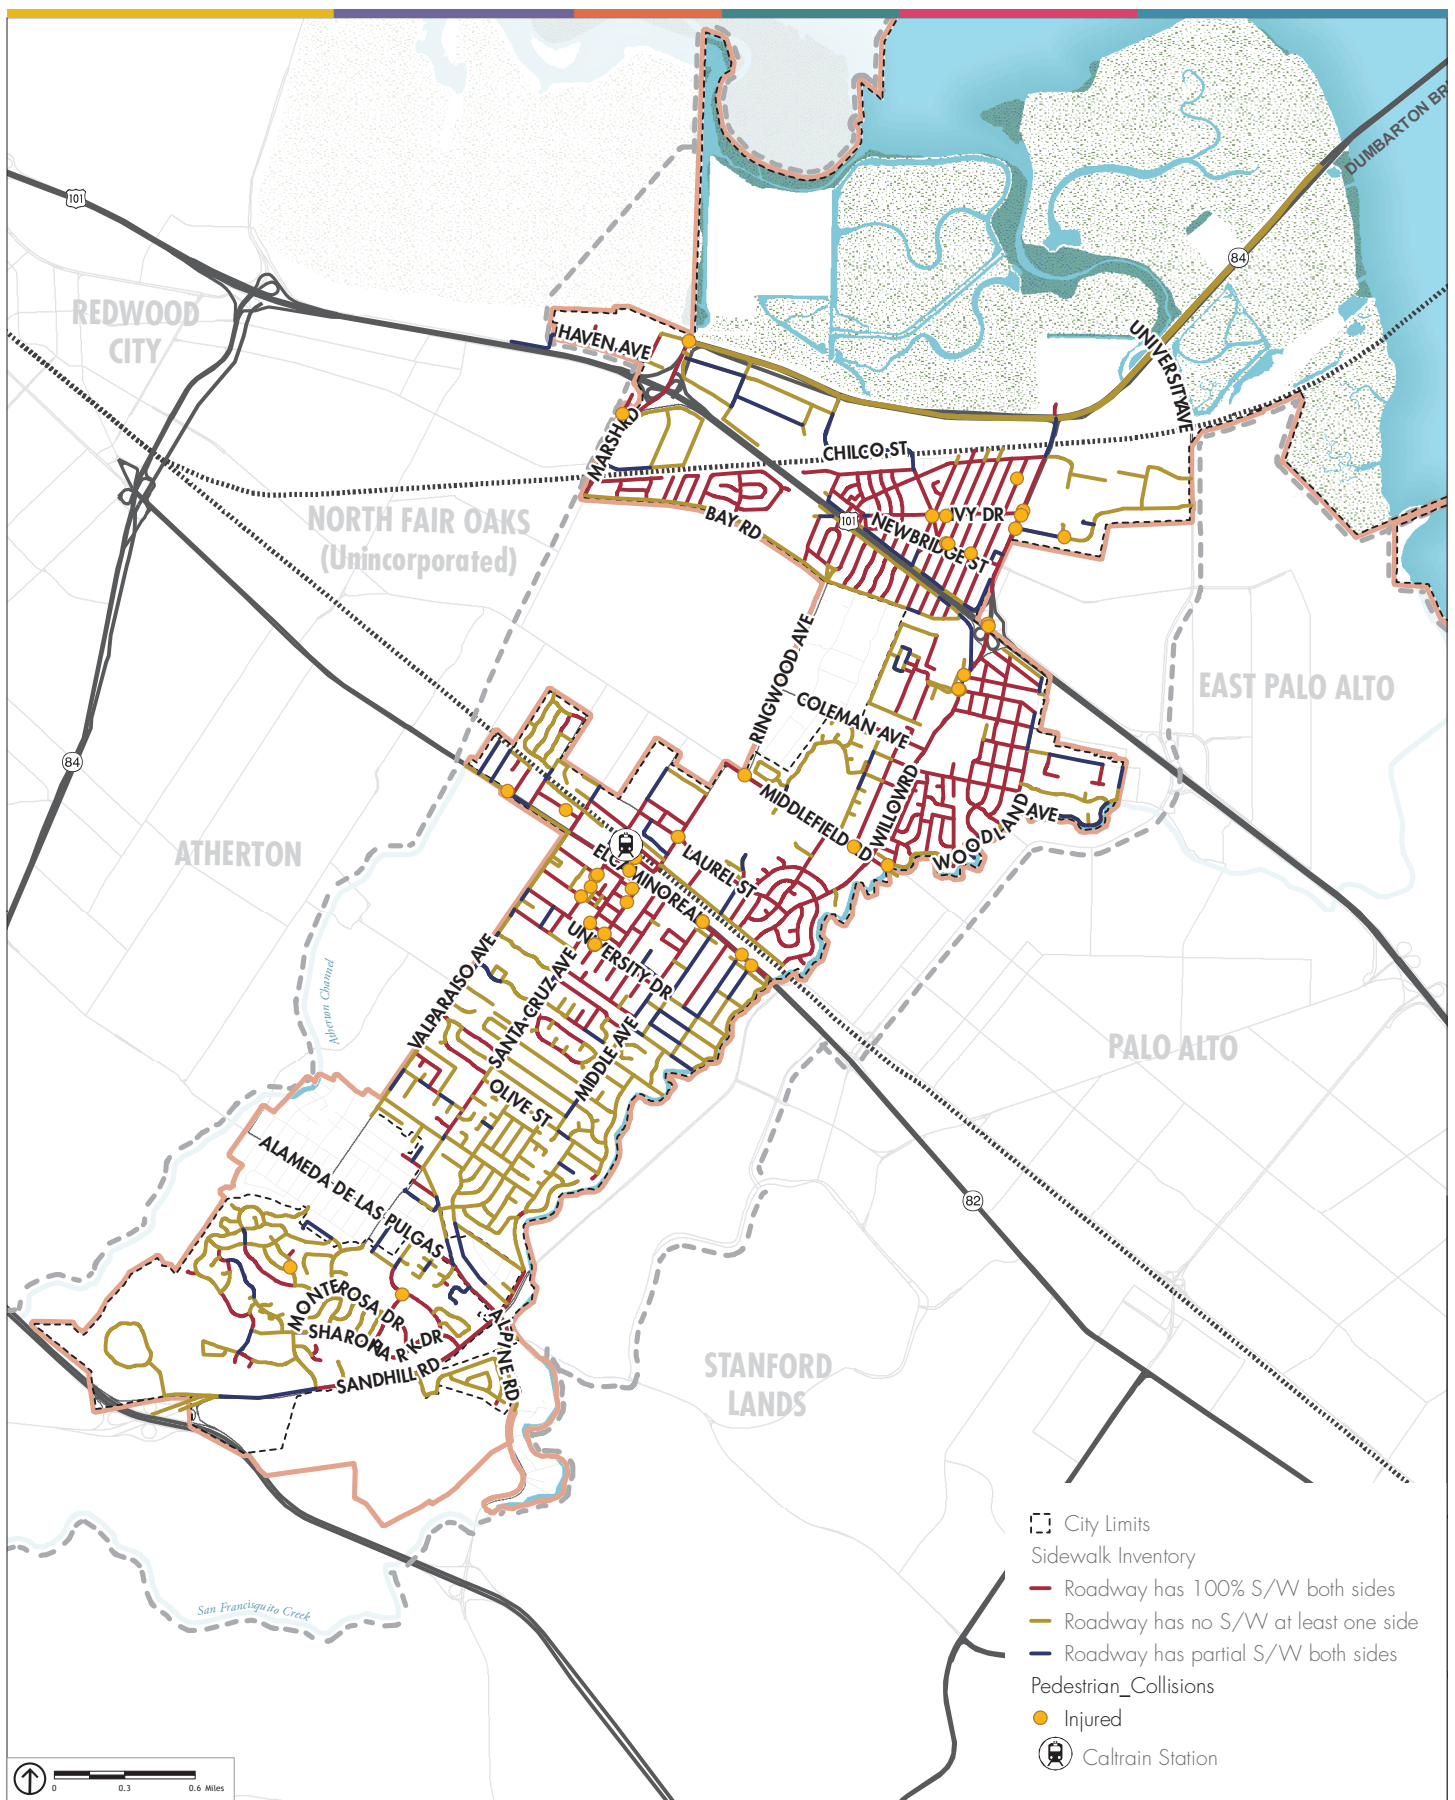 DUMBARTON BR
101
84
REDWOOD
CITY
HAVEN AVE
UNIVERSITY AVE
MARSH RD
CHILCO ST
NORTH FAIR OAKS
(Unincorporated)
BAY RD
101
IVY DR
NEWBRIDGE ST
RINGWOOD AVE
EAST PALO ALTO
COLEMAN AVE
84
MIDDLEFIELD RD
WILLOW RD
WOODLAND AVE
ATHERTON
EL CAMINO REAL
LAUREL ST
UNIVERSITY DR
VALPARAISO AVE
SANTA CRUZ AVE
Atherton Channel
MIDDLE AVE
PALO ALTO
OLIVE ST
ALAMEDA DE LAS PULGAS
82
MONTE ROSA DR
SHARON PARK DR
ALPINE RD
SANDHILL RD
STANFORD
LANDS
San Francisquito Creek
City Limits
Sidewalk Inventory
Roadway has 100% S/W both sides
Roadway has no S/W at least one side
Roadway has partial S/W both sides
Pedestrian_Collisions
Injured
Caltrain Station
0 0.3 0.6 Miles